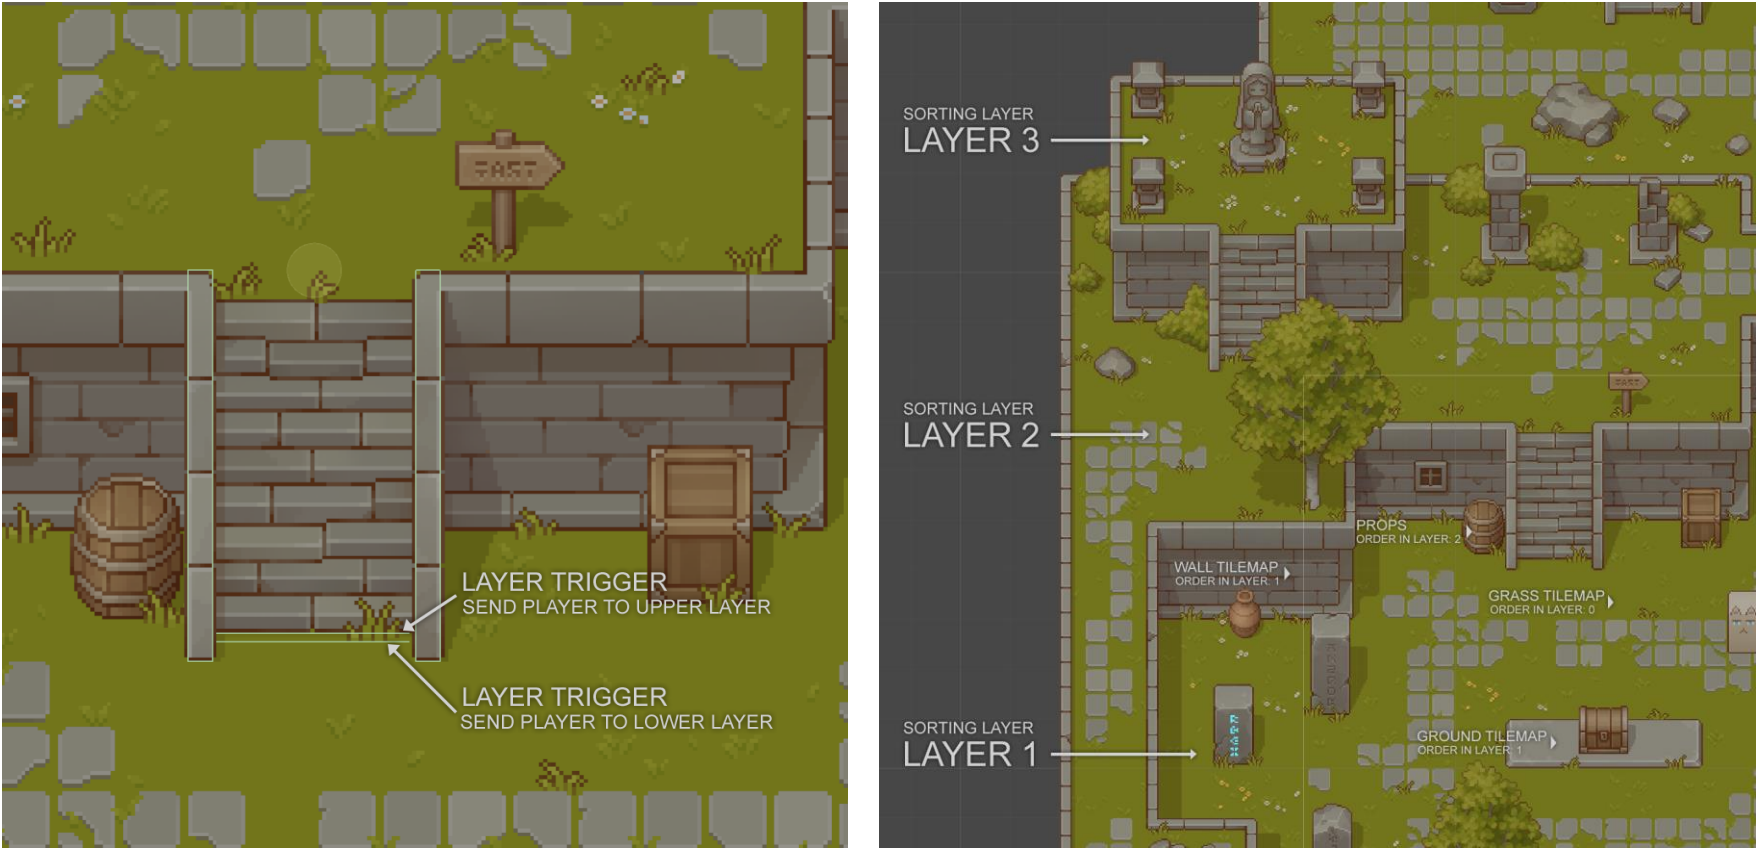 LAYER TRIGGER
SEND PLAYER TO UPPER LAYER
LAYER TRIGGER
SEND PLAYER TO LOWER LAYER
SORTING LAYER
LAYER 3
SORTING LAYER
LAYER 2
PROPS
ORDER IN LAYER: 2
WALL TILEMAP
ORDER IN LAYER: 1
GRASS TILEMAP
ORDER IN LAYER: 0
SORTING LAYER
LAYER 1
GROUND TILEMAP
ORDER IN LAYER: 1